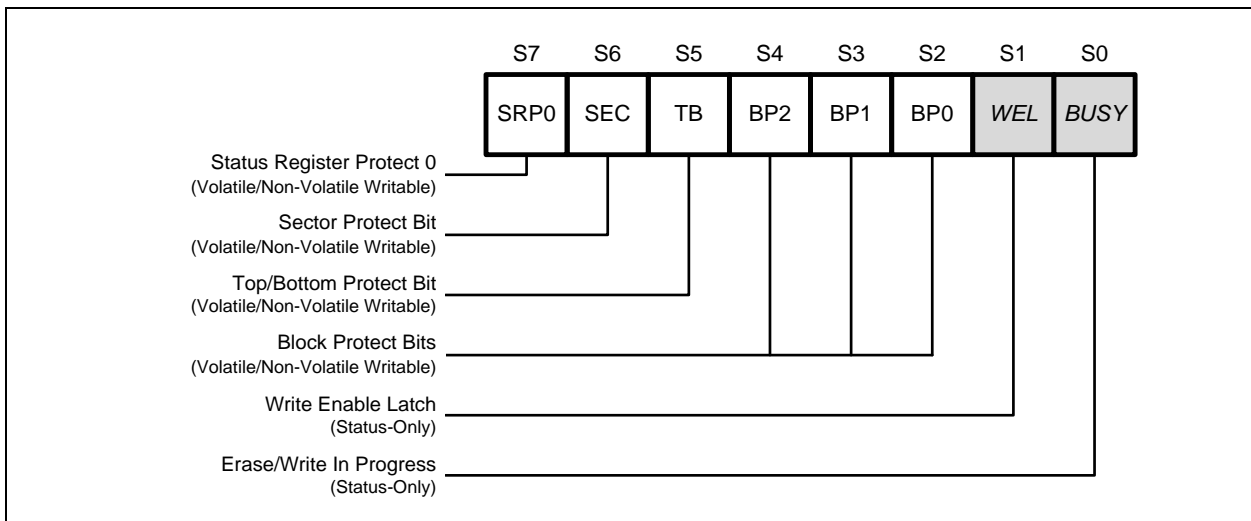 S7 S6 S5 S4 S3 S2 S1 S0
SRP0 SEC TB BP2 BP1 BP0 WEL BUSY
Status Register Protect 0
(Volatile/Non-Volatile Writable)
Sector Protect Bit
(Volatile/Non-Volatile Writable)
Top/Bottom Protect Bit
(Volatile/Non-Volatile Writable)
Block Protect Bits
(Volatile/Non-Volatile Writable)
Write Enable Latch
(Status-Only)
Erase/Write In Progress
(Status-Only)